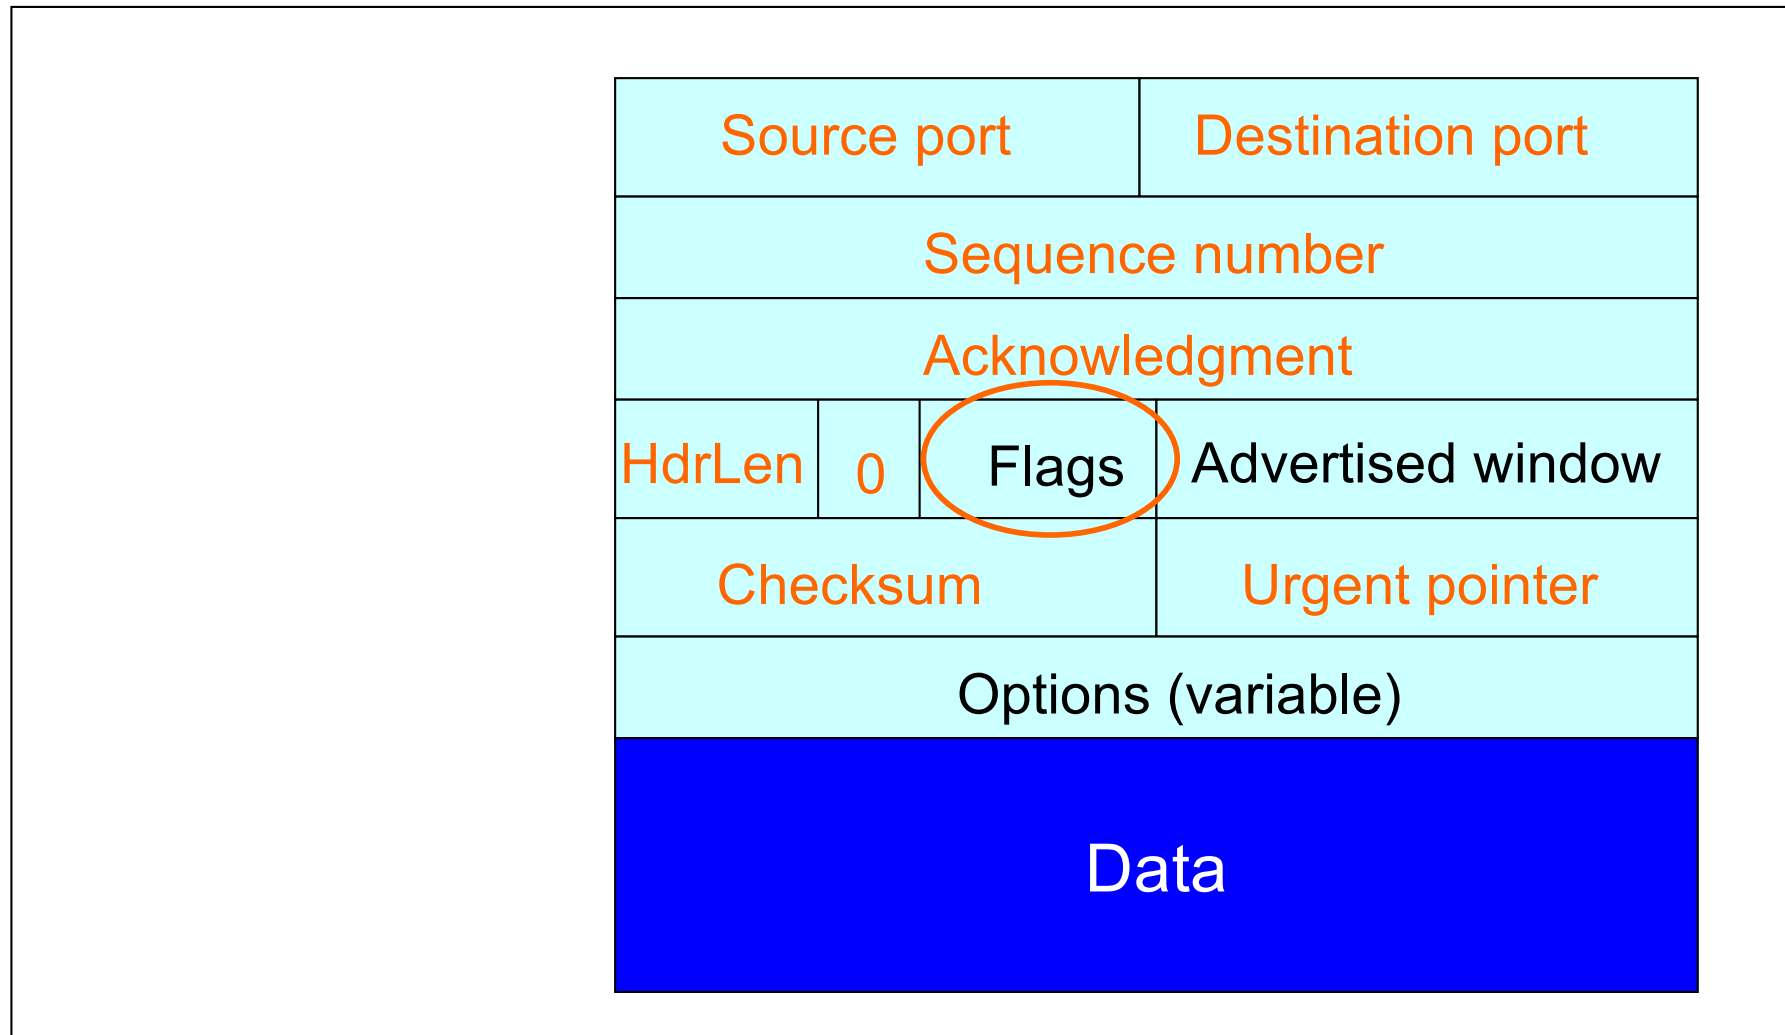 Source port
Destination port
Sequence number
Acknowledgment
HdrLen
0
Flags
Advertised window
Checksum
Urgent pointer
Options (variable)
Data